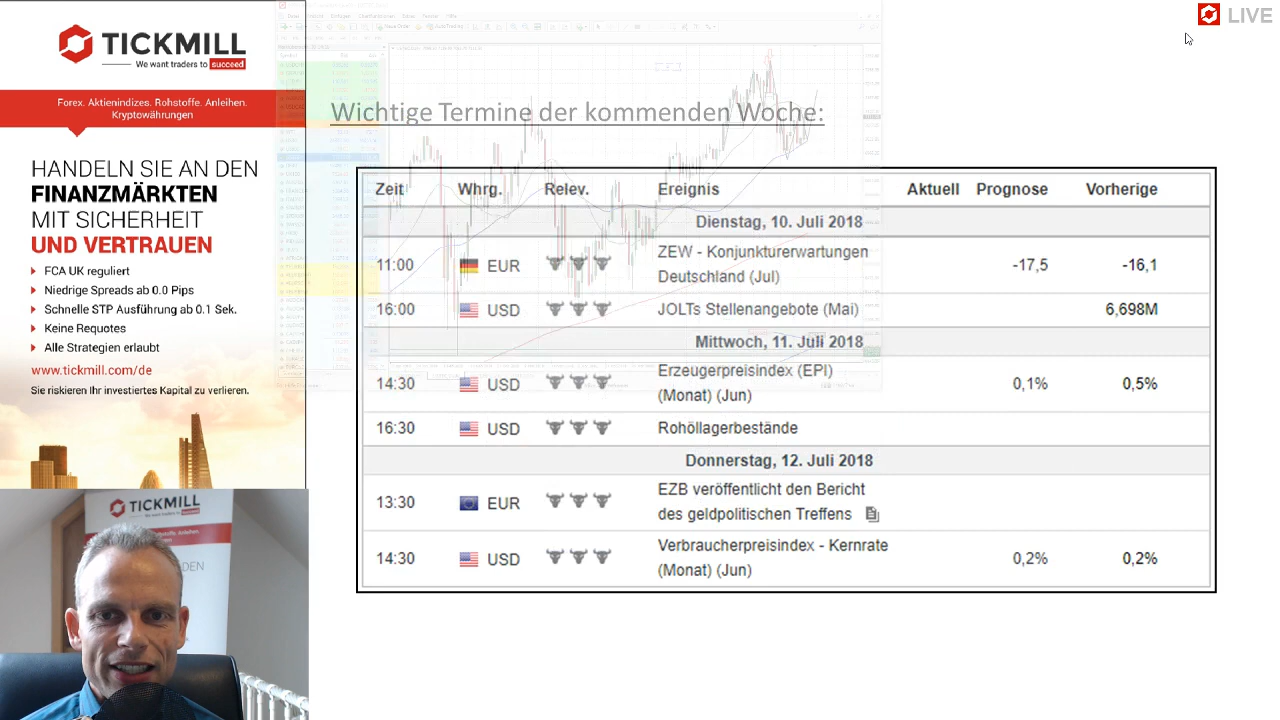 TICKMILL
We want traders to succeed
Forex. Aktienindizes. Rohstoffe. Anleihen.
Kryptowährungen
HANDELN SIE AN DEN
FINANZMÄRKTEN
MIT SICHERHEIT
UND VERTRAUEN
FCA UK reguliert
Niedrige Spreads ab 0.0 Pips
Schnelle STP Ausführung ab 0.1 Sek.
Keine Requotes
Alle Strategien erlaubt
www.tickmill.com/de
Sie riskieren Ihr investiertes Kapital zu verlieren.
TICKMILL
We want traders to succeed
LIVE
Wichtige Termine der kommenden Woche:
Zeit Whrg. Relev. Ereignis Aktuell Prognose Vorherige
Dienstag, 10. Juli 2018
11:00 EUR ZEW - Konjunkturerwartungen Deutschland (Jul) -17,5 -16,1
16:00 USD JOLTs Stellenangebote (Mai) 6,698M
Mittwoch, 11. Juli 2018
14:30 USD Erzeugerpreisindex (EPI) (Monat) (Jun) 0,1% 0,5%
16:30 USD Rohöllagerbestände
Donnerstag, 12. Juli 2018
13:30 EUR EZB veröffentlicht den Bericht des geldpolitischen Treffens
14:30 USD Verbraucherpreisindex - Kernrate (Monat) (Jun) 0,2% 0,2%